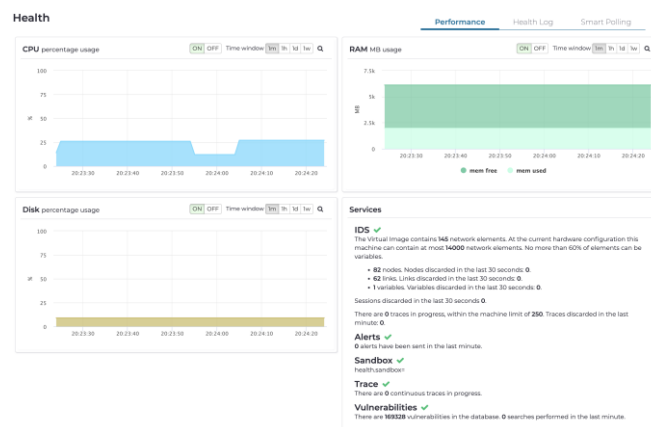 Health
Performance Health Log Smart Polling
CPU percentage usage ON OFF Time window 1m 1h 1d 1w
100
75
50
25
0
%
20:23:30 20:23:40 20:23:50 20:24:00 20:24:10 20:24:20
RAM MB usage ON OFF Time window 1m 1h 1d 1w
7.5k
5k
2.5k
0
MB
20:23:30 20:23:40 20:23:50 20:24:00 20:24:10 20:24:20
mem free mem used
Disk percentage usage ON OFF Time window 1m 1h 1d 1w
100
75
50
25
0
%
20:23:30 20:23:40 20:23:50 20:24:00 20:24:10 20:24:20
Services
IDS
The Virtual Image contains 145 network elements. At the current hardware configuration this
machine can contain at most 14000 network elements. No more than 60% of elements can be
variables.
• 82 nodes. Nodes discarded in the last 30 seconds: 0.
• 62 links. Links discarded in the last 30 seconds: 0.
• 1 variables. Variables discarded in the last 30 seconds: 0.
Sessions discarded in the last 30 seconds 0.
There are 0 traces in progress, within the machine limit of 250. Traces discarded in the last
minute: 0.
Alerts
0 alerts have been sent in the last minute.
Sandbox
health.sandbox=
Trace
There are 0 continuous traces in progress.
Vulnerabilities
There are 169328 vulnerabilities in the database. 0 searches performed in the last minute.